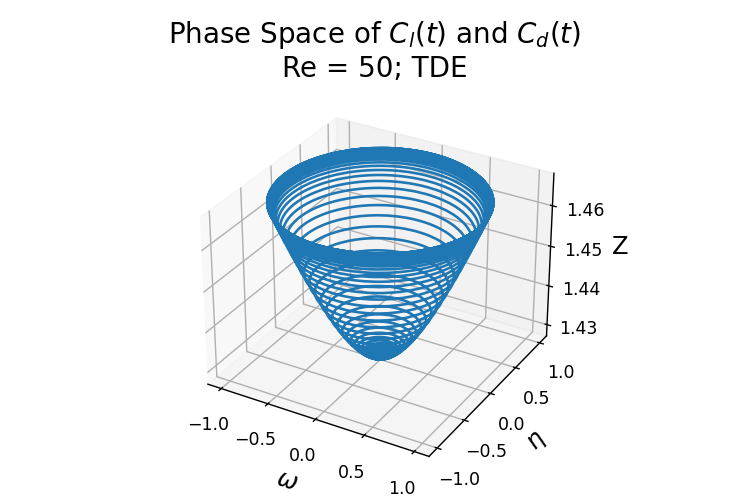 Phase Space of C_l(t) and C_d(t)
Re = 50; TDE
1.46
1.45
Z
1.44
1.43
1.0
0.5
0.0
−0.5
−1.0
η
−1.0
−0.5
0.0
0.5
1.0
ω